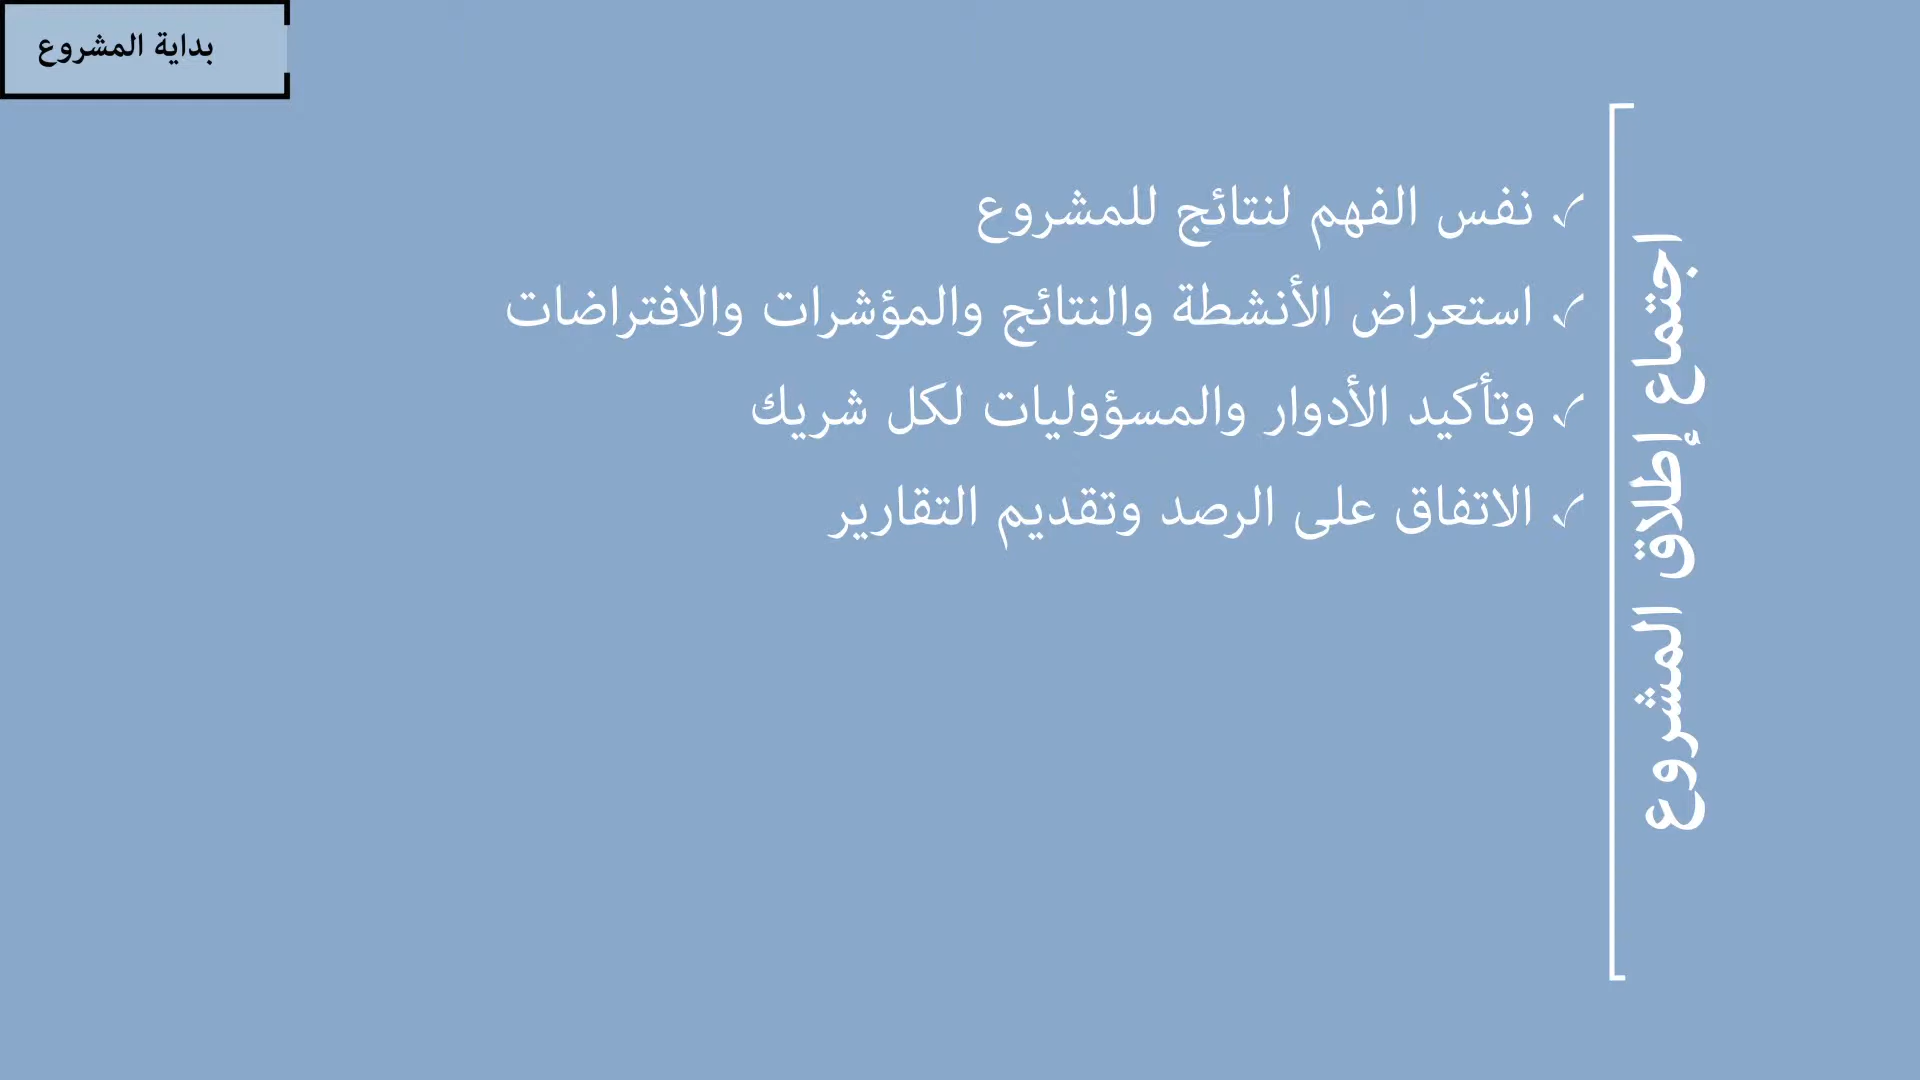 بداية المشروع
اجتماع إطلاق المشروع
✓ نفس الفهم لنتائج للمشروع
✓ استعراض الأنشطة والنتائج والمؤشرات والافتراضات
✓ وتأكيد الأدوار والمسؤوليات لكل شريك
✓ الاتفاق على الرصد وتقديم التقارير